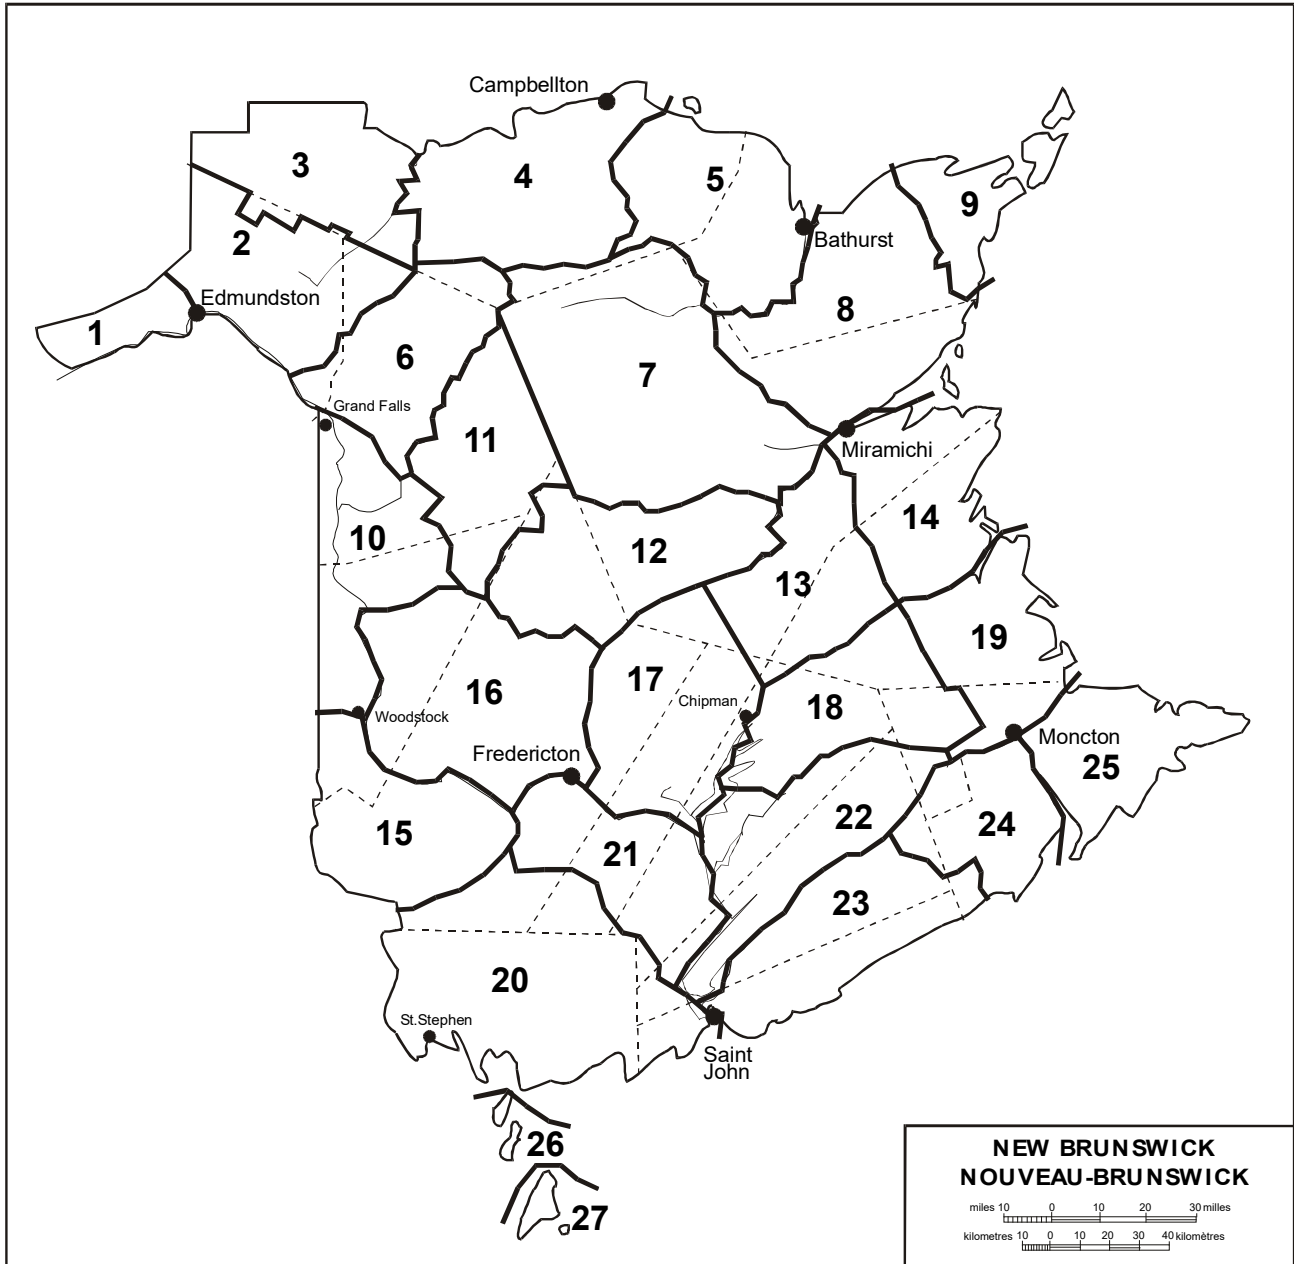 Campbellton
3
4
5
9
Bathurst
2
Edmundston
8
1
6
7
Grand Falls
11
Miramichi
14
10
12
13
19
17
16
Chipman
18
Woodstock
Moncton
Fredericton
25
22
24
15
21
23
20
St.Stephen
Saint
John
26
27
NEW BRUNSWICK
NOUVEAU-BRUNSWICK
miles 10 0 10 20 30 milles
kilometres 10 0 10 20 30 40 kilomètres